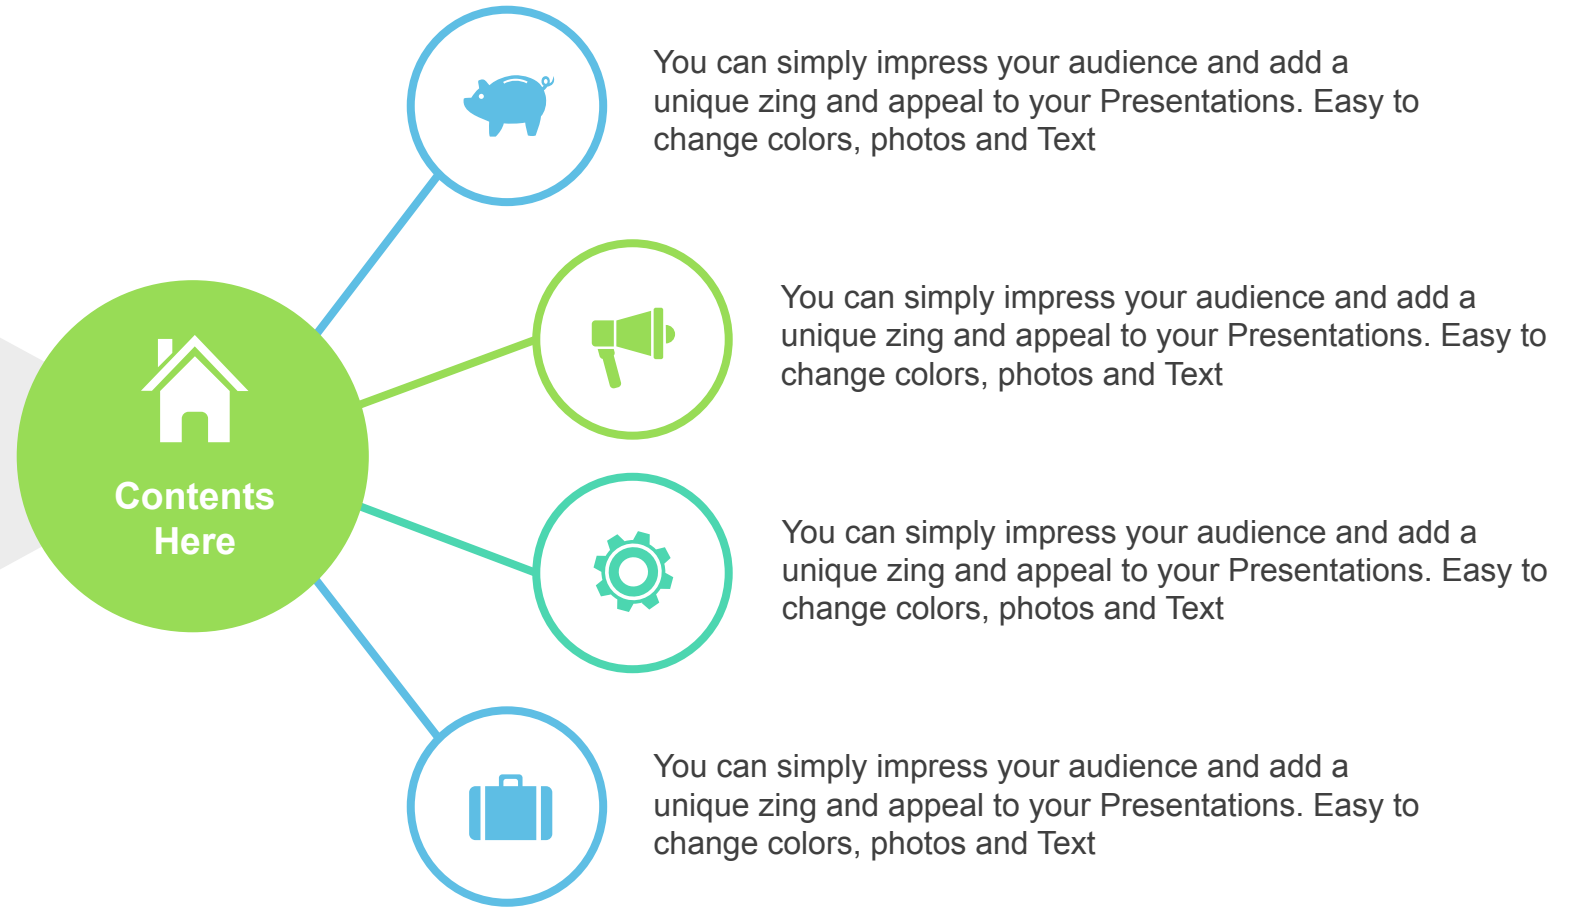 You can simply impress your audience and add a
unique zing and appeal to your Presentations. Easy to
change colors, photos and Text
You can simply impress your audience and add a
unique zing and appeal to your Presentations. Easy to
change colors, photos and Text
Contents
Here
You can simply impress your audience and add a
unique zing and appeal to your Presentations. Easy to
change colors, photos and Text
You can simply impress your audience and add a
unique zing and appeal to your Presentations. Easy to
change colors, photos and Text